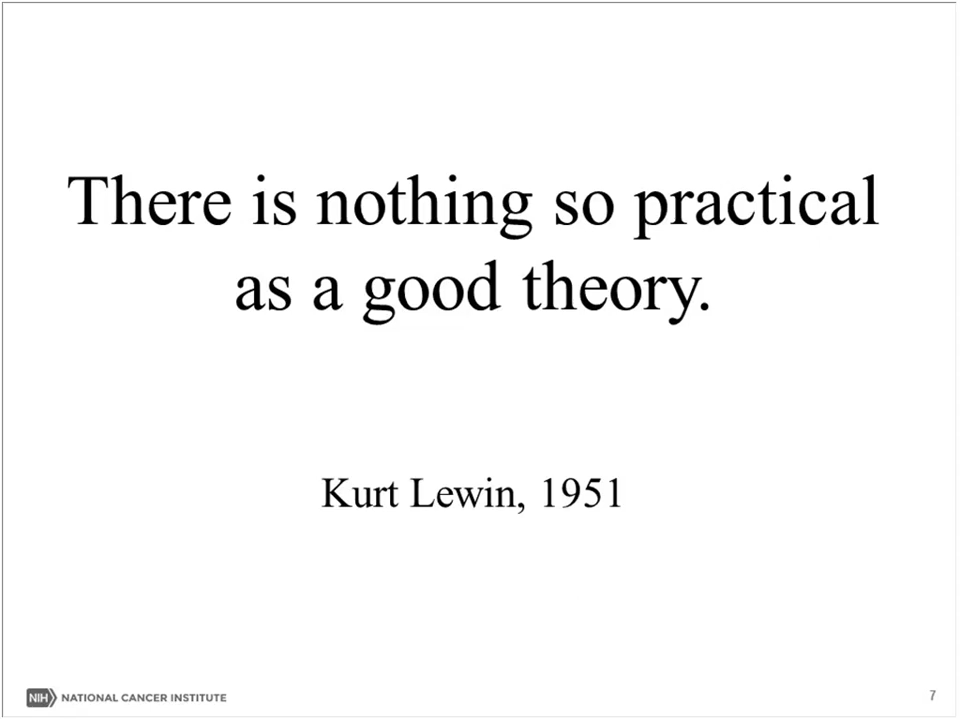 There is nothing so practical
as a good theory.
Kurt Lewin, 1951
NIH NATIONAL CANCER INSTITUTE
7